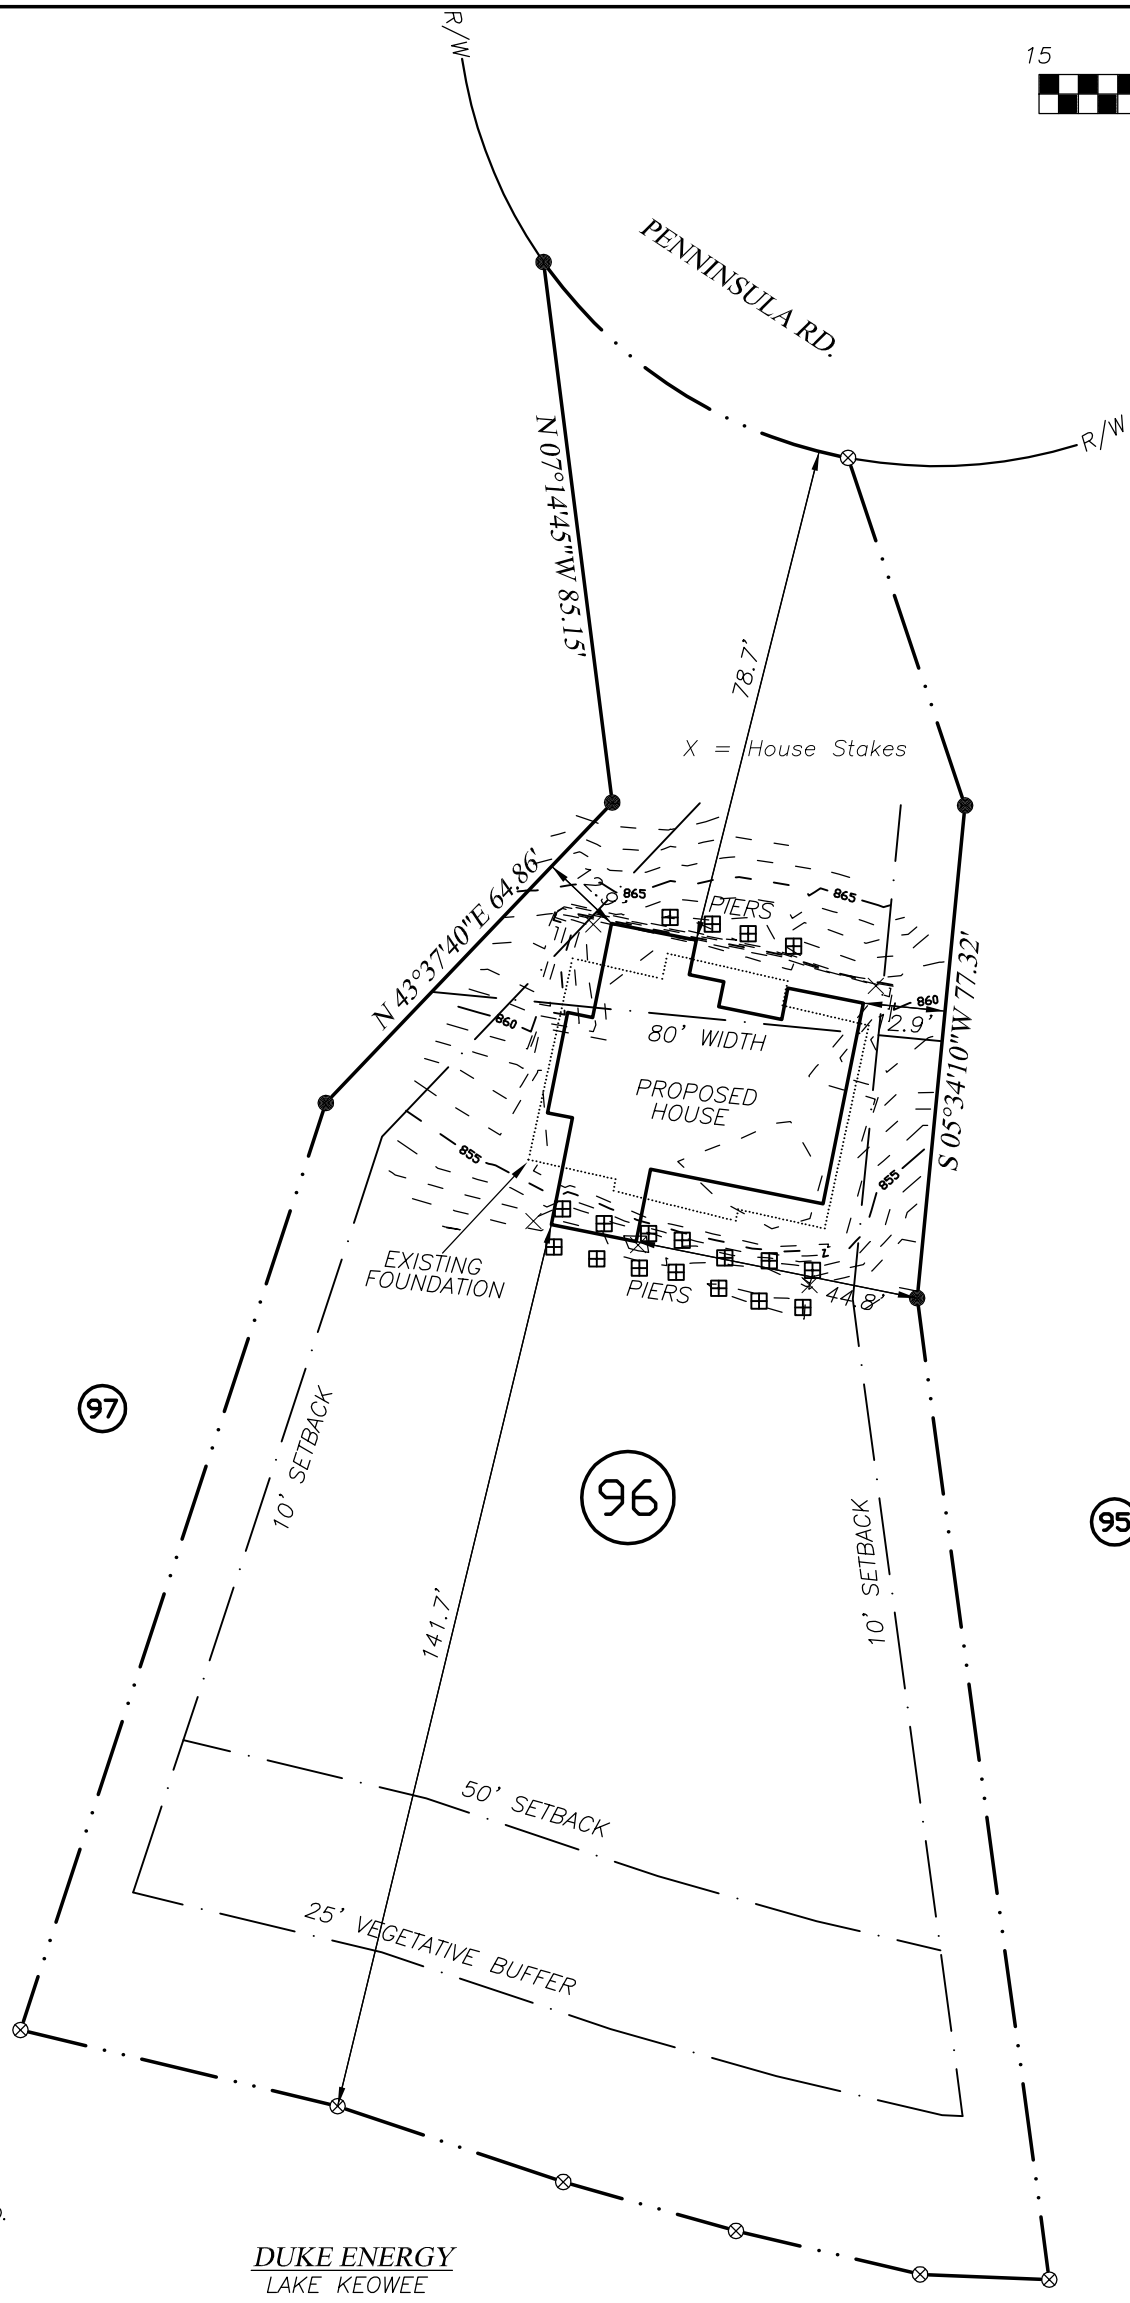 R/W
15
PENNINSULA RD.
R/W
N 07°14'45"W 85.15'
78.7'
X = House Stakes
N 43°37'40"E 64.86'
865
865
PIERS
860
12.9'
860
80' WIDTH
S 05°34'10"W 77.32'
PROPOSED
HOUSE
855
855
EXISTING
FOUNDATION
PIERS
44.8'
97
10' SETBACK
96
95
10' SETBACK
141.7'
50' SETBACK
25' VEGETATIVE BUFFER
DUKE ENERGY
LAKE KEOWEE